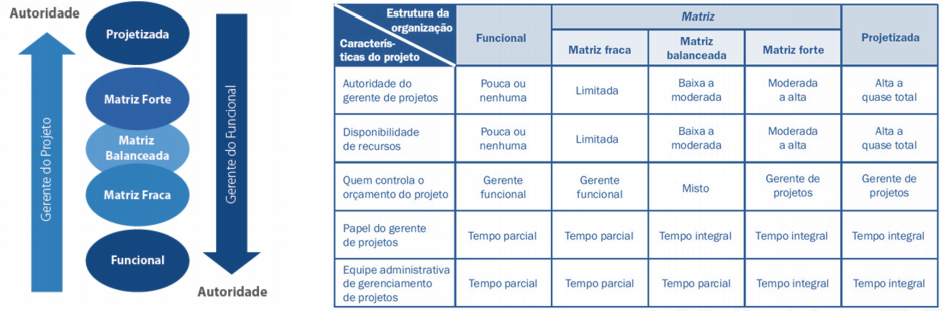 Autoridade
Gerente do Projeto
Projetizada
Matriz Forte
Matriz
Balanceada
Matriz Fraca
Funcional
Gerente do Funcional
Autoridade
Estrutura da
organização
Caracterís-
ticas do projeto
Funcional
Matriz
Matriz fraca
Matriz
balanceada
Matriz forte
Projetizada
Autoridade do
gerente de projetos
Pouca ou
nenhuma
Limitada
Baixa a
moderada
Moderada
a alta
Alta a
quase total
Disponibilidade
de recursos
Pouca ou
nenhuma
Limitada
Baixa a
moderada
Moderada
a alta
Alta a
quase total
Quem controla o
orçamento do projeto
Gerente
funcional
Gerente
funcional
Misto
Gerente de
projetos
Gerente de
projetos
Papel do gerente
de projetos
Tempo parcial
Tempo parcial
Tempo integral
Tempo integral
Tempo integral
Equipe administrativa
de gerenciamento
de projetos
Tempo parcial
Tempo parcial
Tempo parcial
Tempo integral
Tempo integral